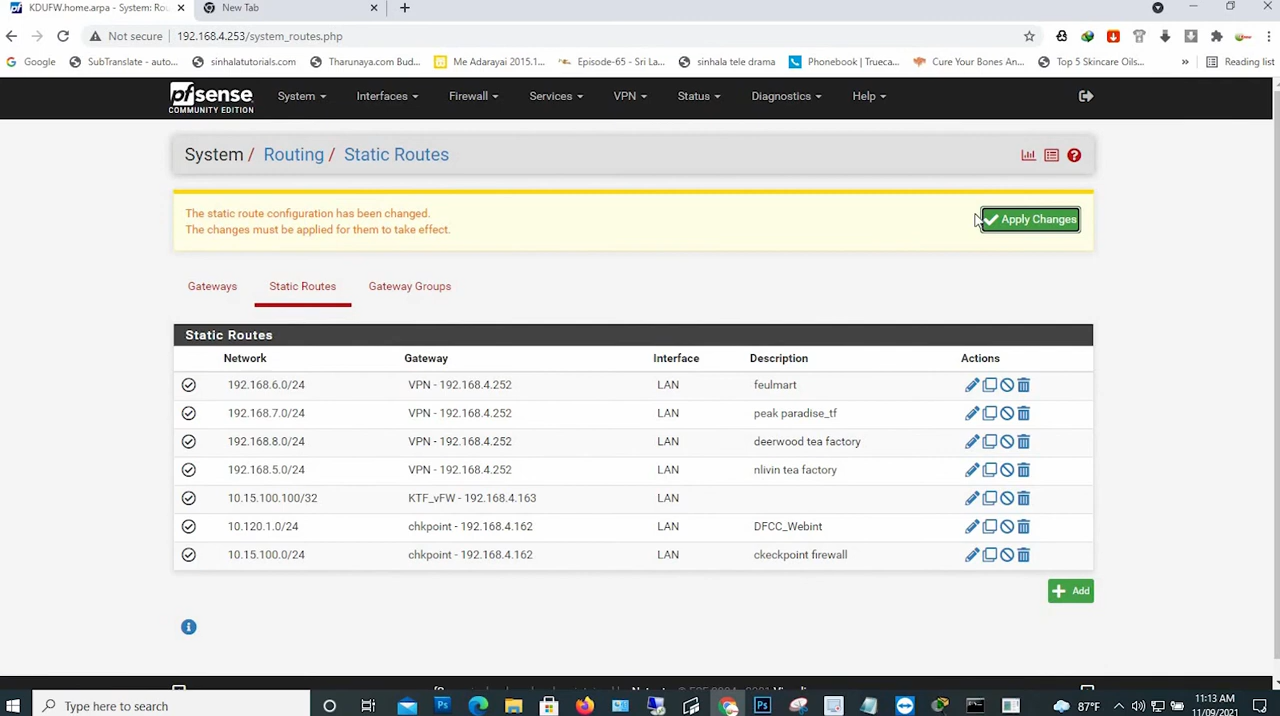 KDUFW.home.arpa - System: Rou
New Tab
Not secure
192.168.4.253/system_routes.php
Google
SubTranslate - auto...
sinhalatutorials.com
Tharunaya.com Bud...
Me Adarayai 2015.1...
Episode-65 - Sri La...
sinhala tele drama
Phonebook | Trueca...
Cure Your Bones An...
Top 5 Skincare Oils...
»
Reading list
pfsense
COMMUNITY EDITION
System
Interfaces
Firewall
Services
VPN
Status
Diagnostics
Help
System / Routing / Static Routes
The static route configuration has been changed.
The changes must be applied for them to take effect.
Apply Changes
Gateways
Static Routes
Gateway Groups
Static Routes
Network Gateway Interface Description Actions
192.168.6.0/24 VPN - 192.168.4.252 LAN feulmart
192.168.7.0/24 VPN - 192.168.4.252 LAN peak paradise_tf
192.168.8.0/24 VPN - 192.168.4.252 LAN deerwood tea factory
192.168.5.0/24 VPN - 192.168.4.252 LAN nlivin tea factory
10.15.100.100/32 KTF_vFW - 192.168.4.163 LAN
10.120.1.0/24 chkpoint - 192.168.4.162 LAN DFCC_Webint
10.15.100.0/24 chkpoint - 192.168.4.162 LAN ckeckpoint firewall
Add
Type here to search
87°F
11:13 AM
11/09/2021